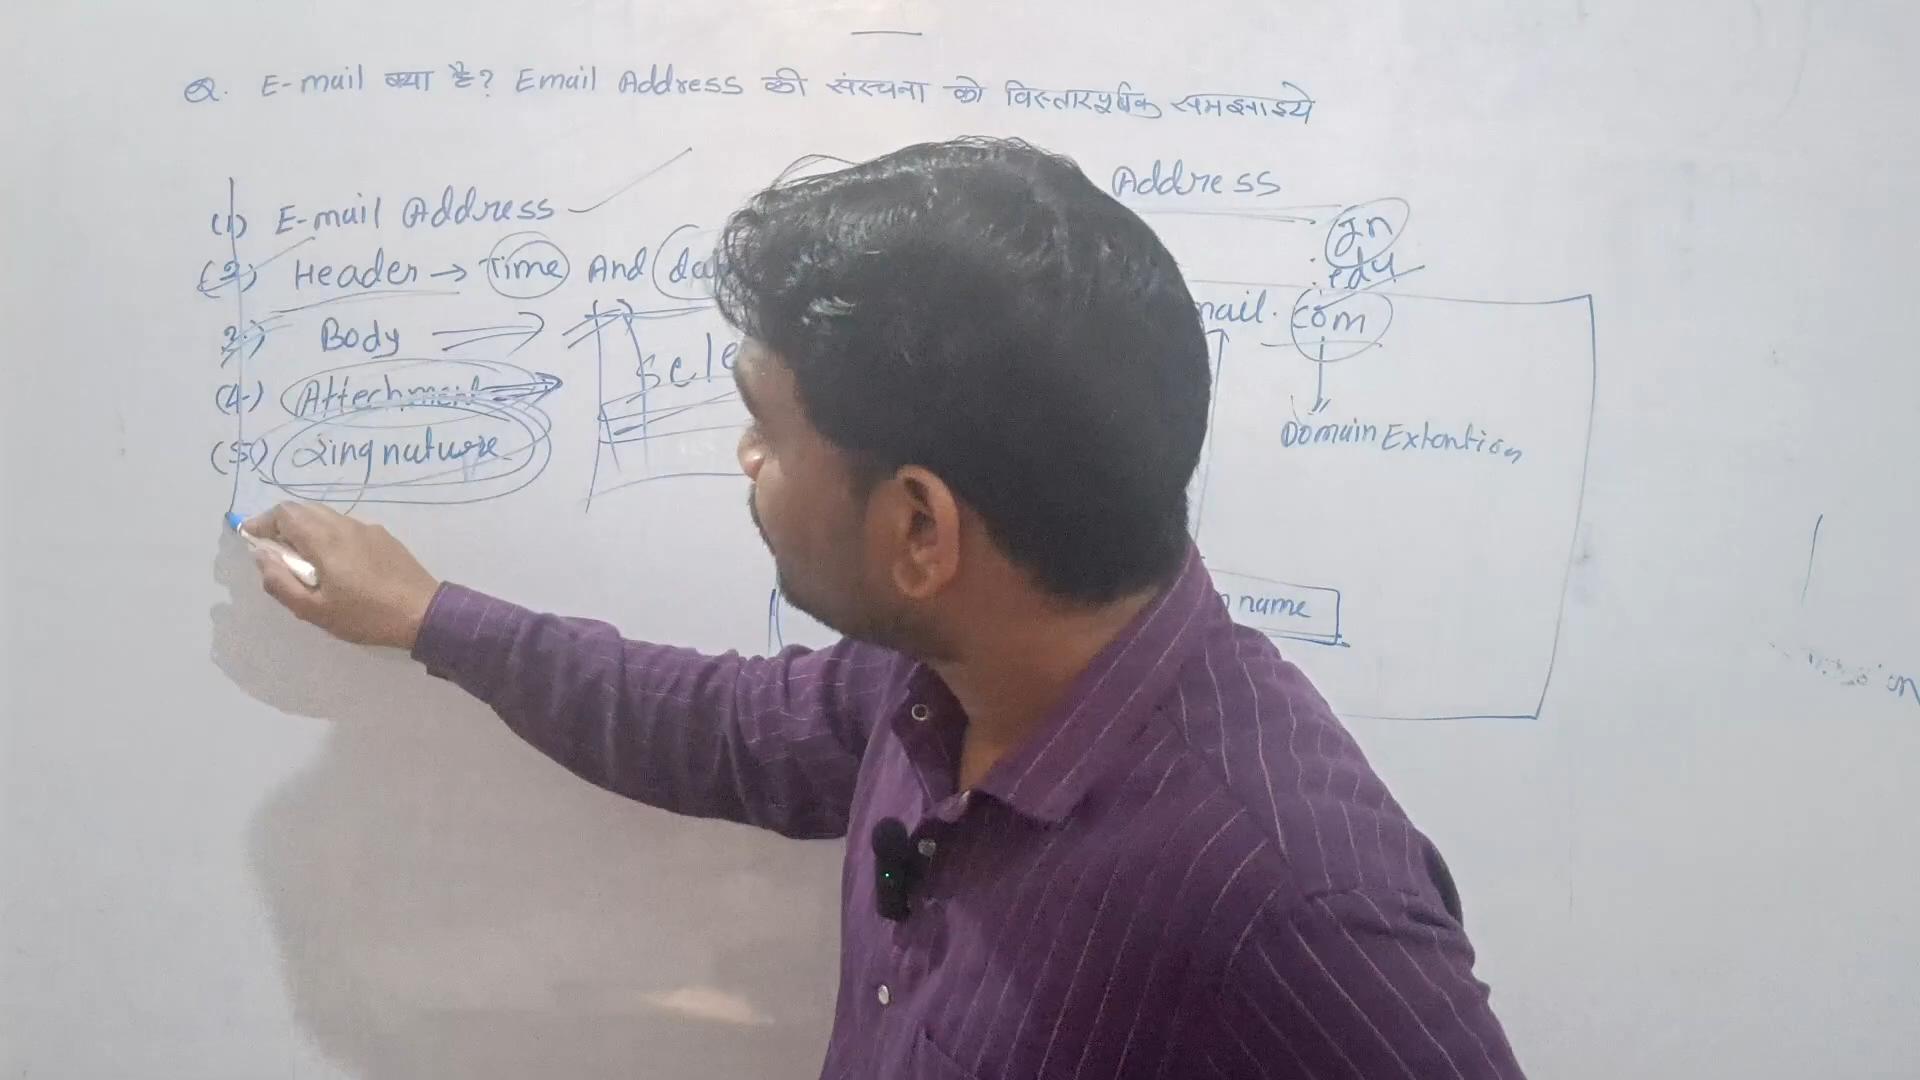 Q. E-mail क्या है? Email Address की संरचना को विस्तारपूर्वक समझाइये
(1) E-mail Address
(2) Header → Time And
3.) Body
(4.) Attechment
(5) Singnature
Address
In
.edu
com
Domain Extention
name